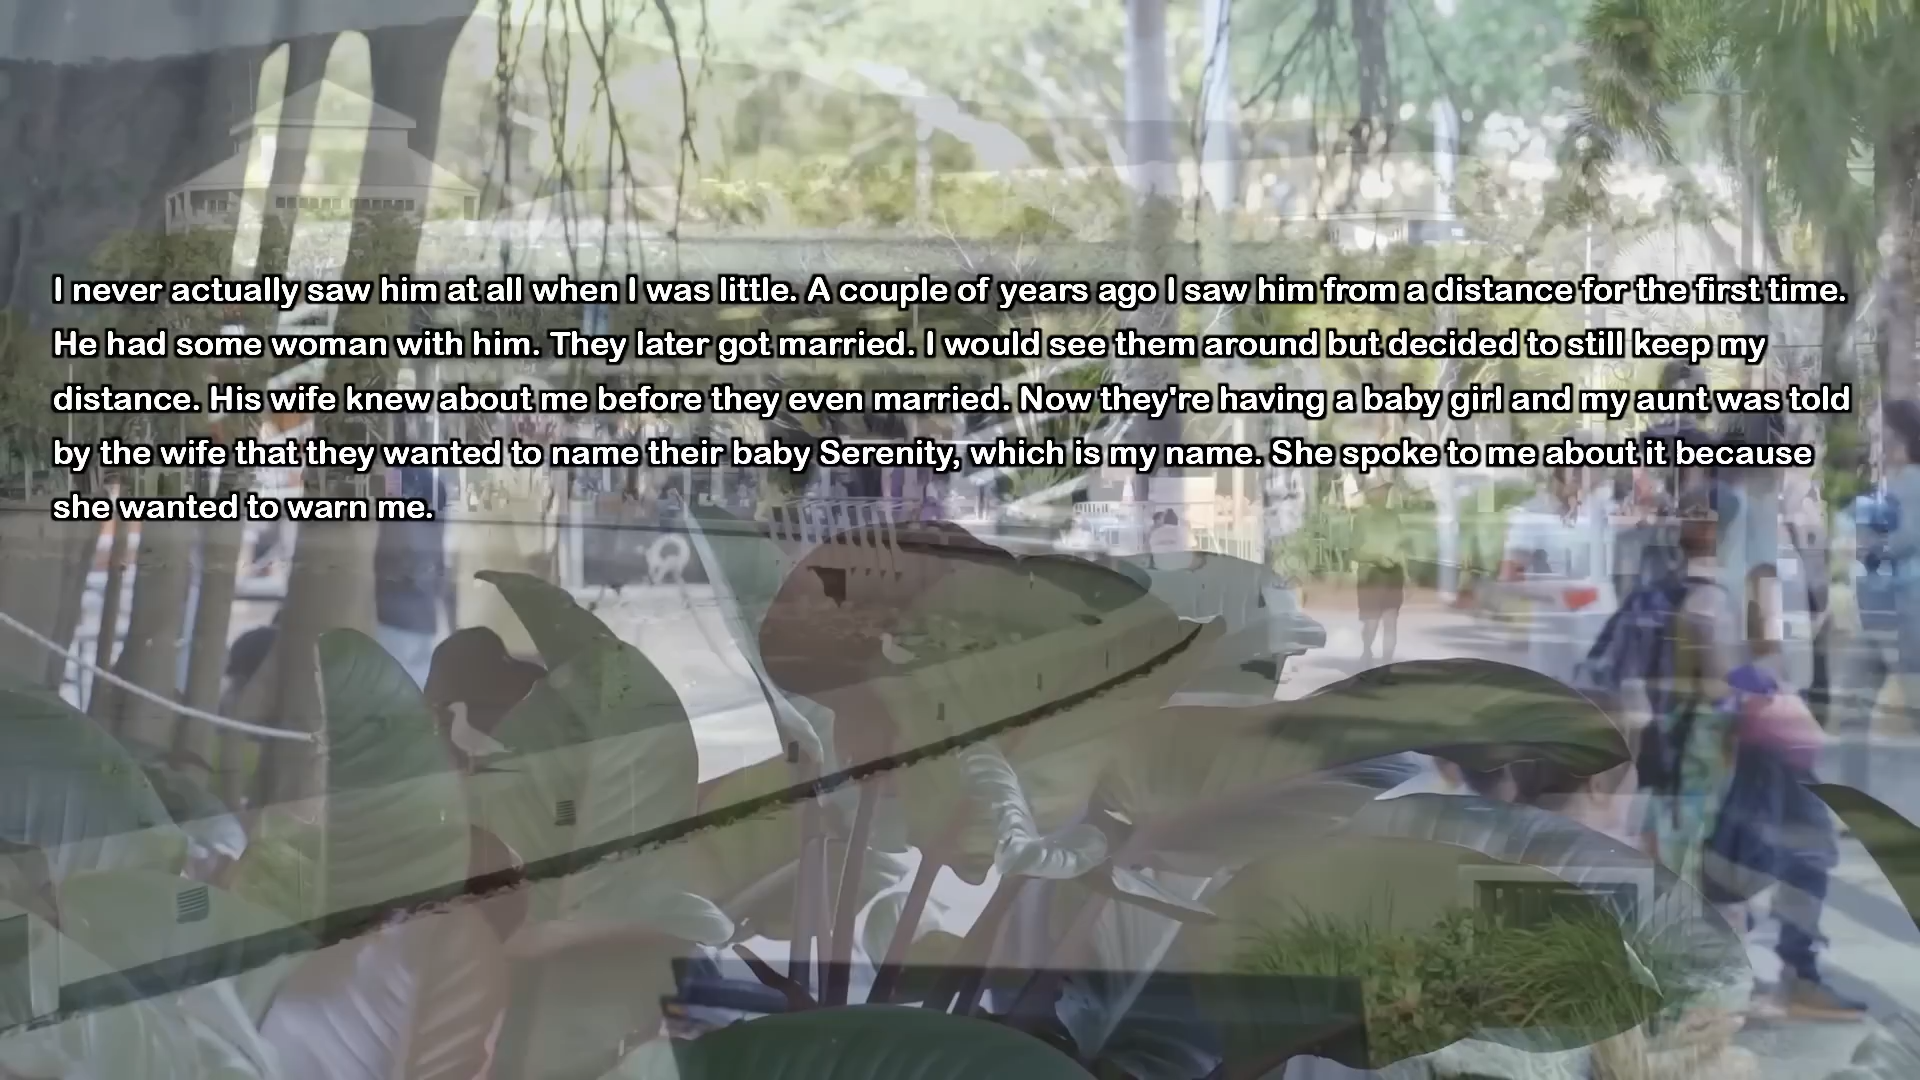 I never actually saw him at all when I was little. A couple of years ago I saw him from a distance for the first time.
He had some woman with him. They later got married. I would see them around but decided to still keep my
distance. His wife knew about me before they even married. Now they're having a baby girl and my aunt was told
by the wife that they wanted to name their baby Serenity, which is my name. She spoke to me about it because
she wanted to warn me.